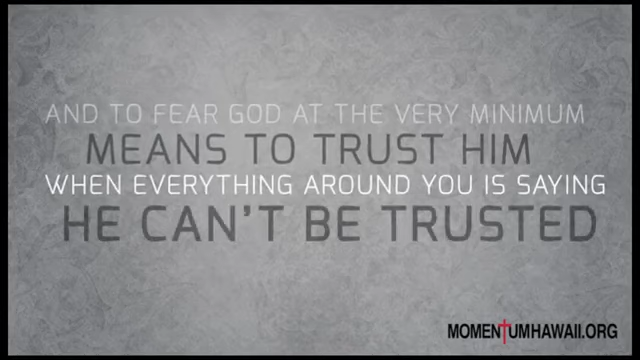 AND TO FEAR GOD AT THE VERY MINIMUM
MEANS TO TRUST HIM
WHEN EVERYTHING AROUND YOU IS SAYING
HE CAN'T BE TRUSTED
MOMENTUMHAWAII.ORG